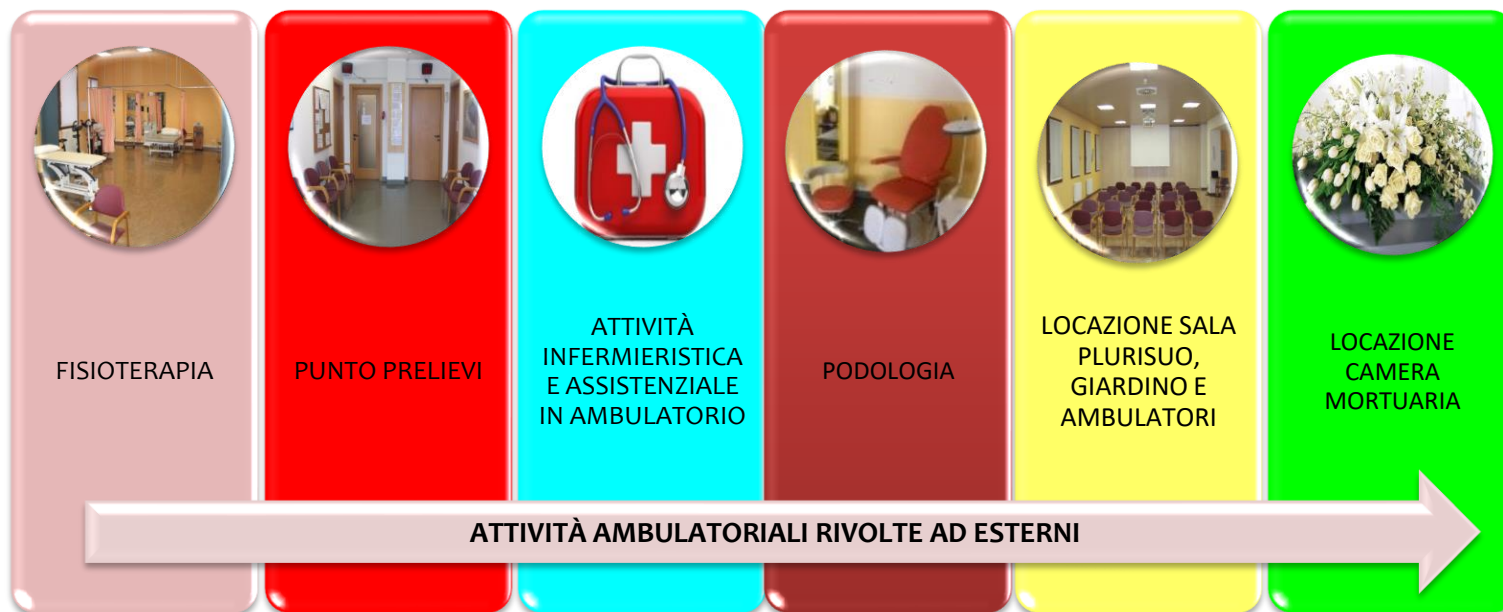 FISIOTERAPIA
PUNTO PRELIEVI
ATTIVITÀ
INFERMIERISTICA
E ASSISTENZIALE
IN AMBULATORIO
PODOLOGIA
LOCAZIONE SALA
PLURISUO,
GIARDINO E
AMBULATORI
LOCAZIONE
CAMERA
MORTUARIA
ATTIVITÀ AMBULATORIALI RIVOLTE AD ESTERNI